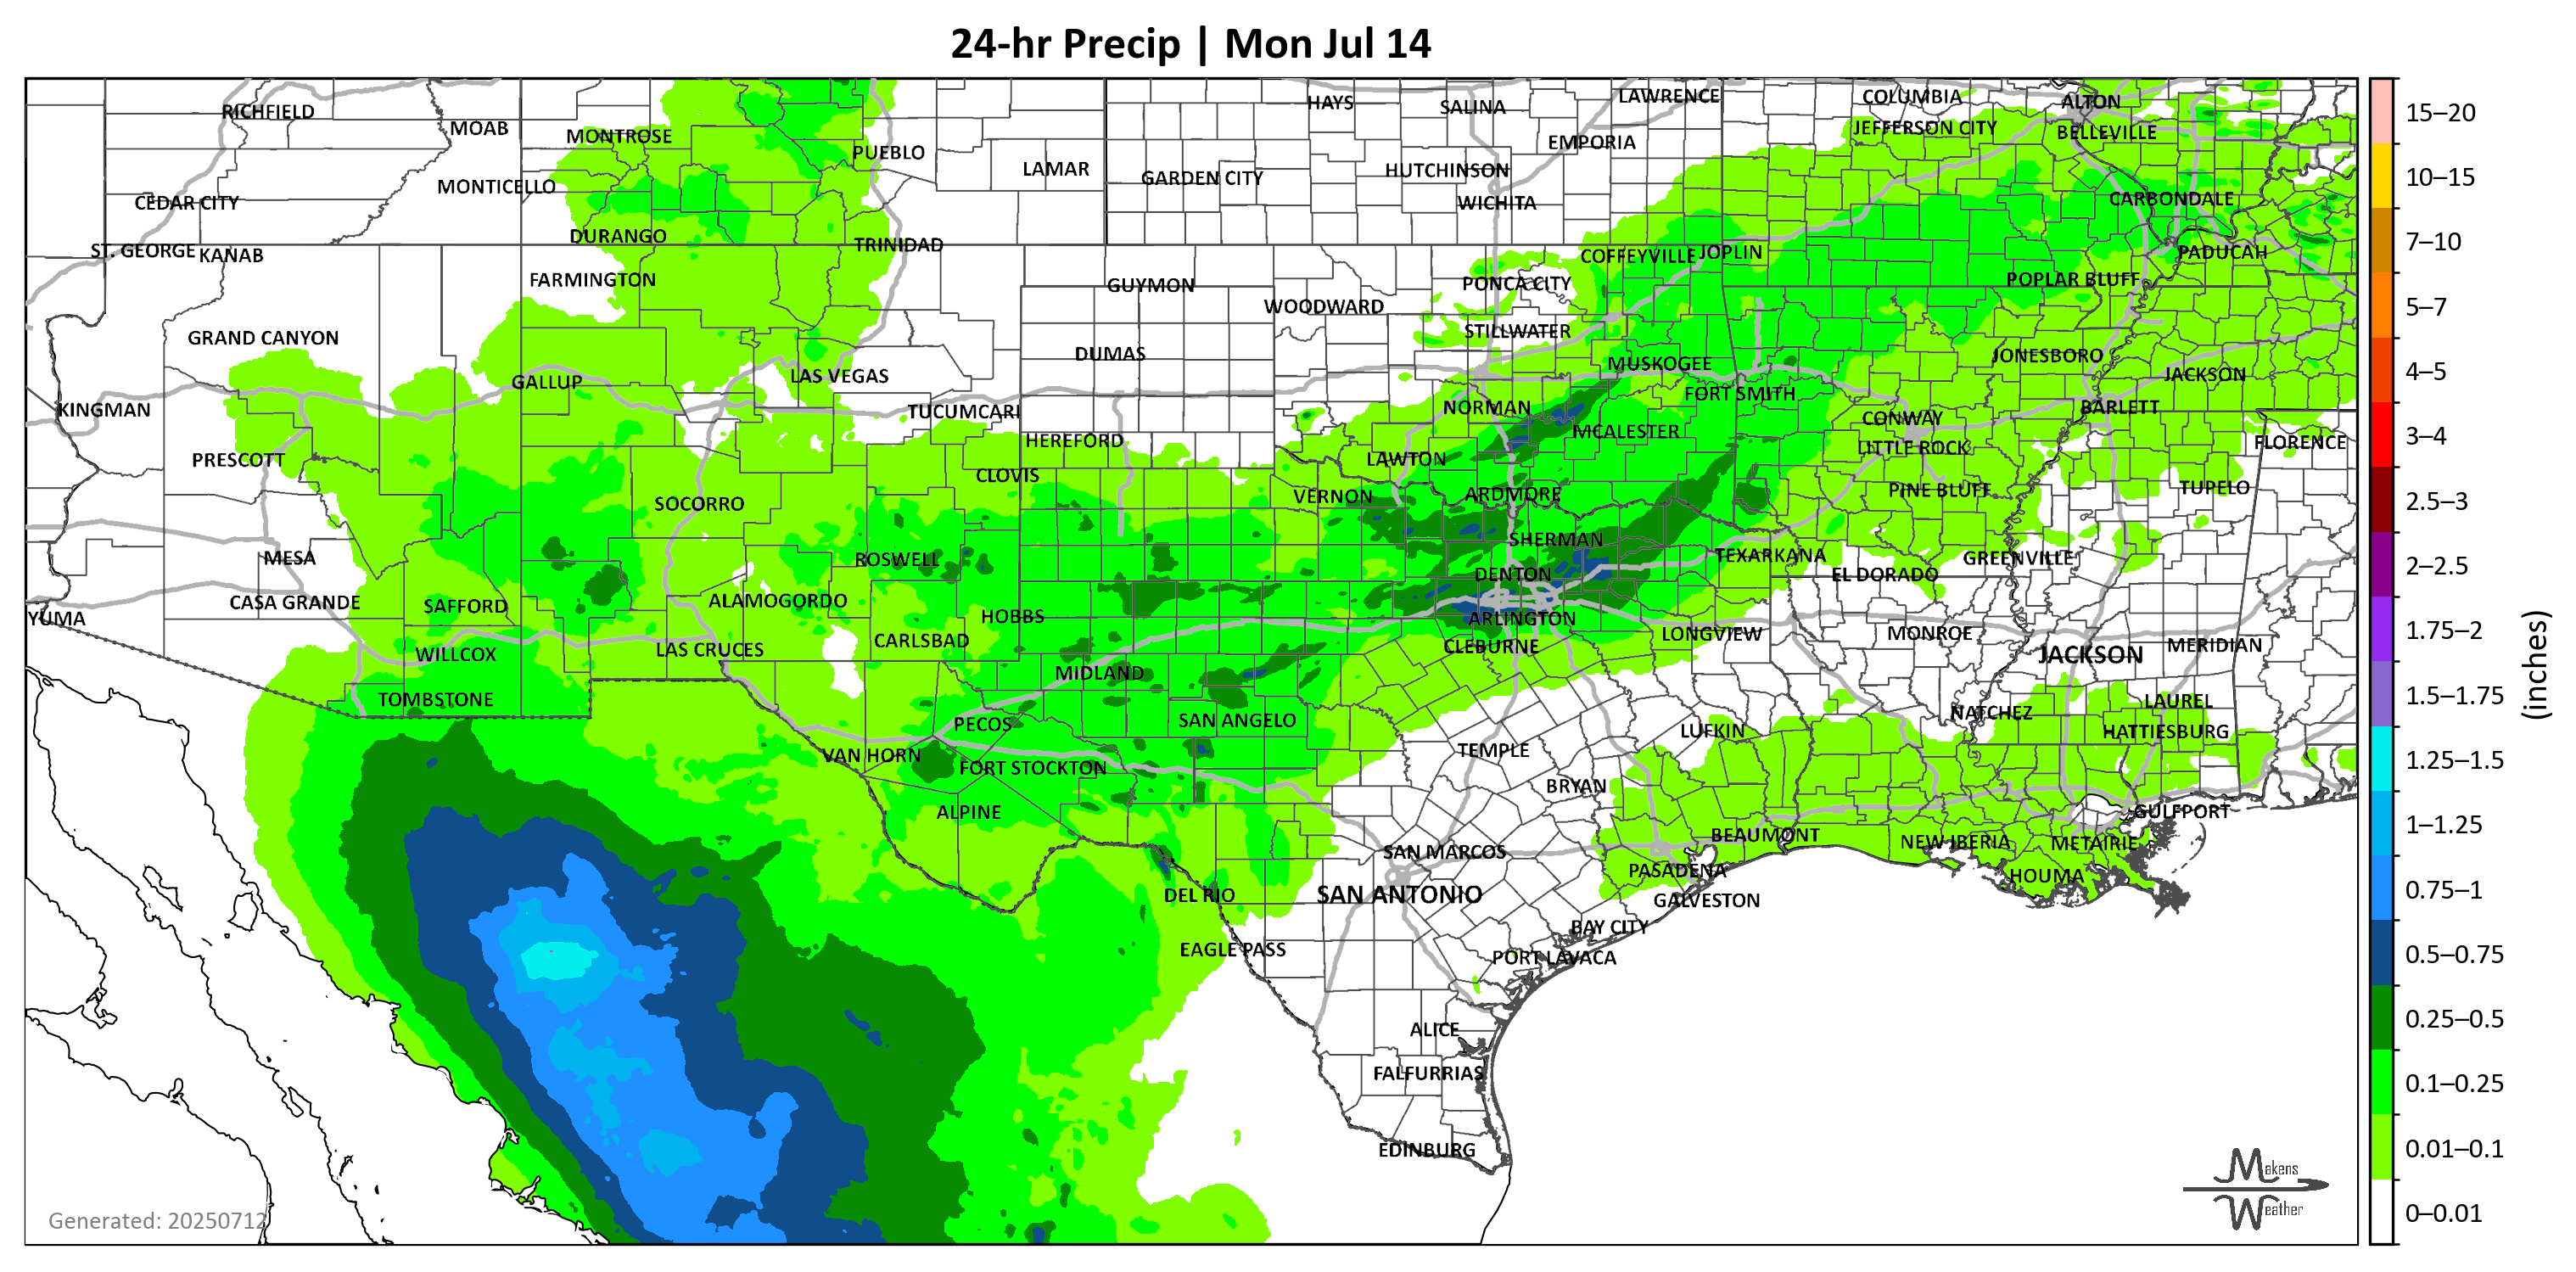 24-hr Precip | Mon Jul 14
RICHFIELD
MOAB
MONTROSE
PUEBLO
LAMAR
GARDEN CITY
HAYS
SALINA
LAWRENCE
COLUMBIA
ALTON
JEFFERSON CITY
BELLEVILLE
EMPORIA
HUTCHINSON
WICHITA
CEDAR CITY
MONTICELLO
CARBONDALE
DURANGO
TRINIDAD
ST. GEORGE
KANAB
COFFEYVILLE
JOPLIN
PADUCAH
FARMINGTON
GUYMON
PONCA CITY
POPLAR BLUFF
WOODWARD
GRAND CANYON
STILLWATER
DUMAS
MUSKOGEE
JONESBORO
GALLUP
LAS VEGAS
JACKSON
FORT SMITH
KINGMAN
TUCUMCARI
NORMAN
CONWAY
BARLETT
HEREFORD
MCALESTER
LITTLE ROCK
FLORENCE
PRESCOTT
CLOVIS
LAWTON
SOCORRO
VERNON
ARDMORE
PINE BLUFF
TUPELO
MESA
ROSWELL
SHERMAN
TEXARKANA
GREENVILLE
DENTON
EL DORADO
CASA GRANDE
SAFFORD
ALAMOGORDO
YUMA
HOBBS
ARLINGTON
CARLSBAD
LONGVIEW
MONROE
MERIDIAN
WILLCOX
LAS CRUCES
CLEBURNE
JACKSON
MIDLAND
TOMBSTONE
LAUREL
PECOS
SAN ANGELO
NATCHEZ
LUFKIN
HATTIESBURG
VAN HORN
FORT STOCKTON
TEMPLE
BRYAN
ALPINE
GULFPORT
BEAUMONT
NEW IBERIA
METAIRIE
SAN MARCOS
PASADENA
HOUMA
DEL RIO
SAN ANTONIO
GALVESTON
BAY CITY
EAGLE PASS
PORT LAVACA
ALICE
FALFURRIAS
EDINBURG
Generated: 20250712
Makens
Weather
15–20
10–15
7–10
5–7
4–5
3–4
2.5–3
2–2.5
1.75–2
1.5–1.75
1.25–1.5
1–1.25
0.75–1
0.5–0.75
0.25–0.5
0.1–0.25
0.01–0.1
0–0.01
(inches)